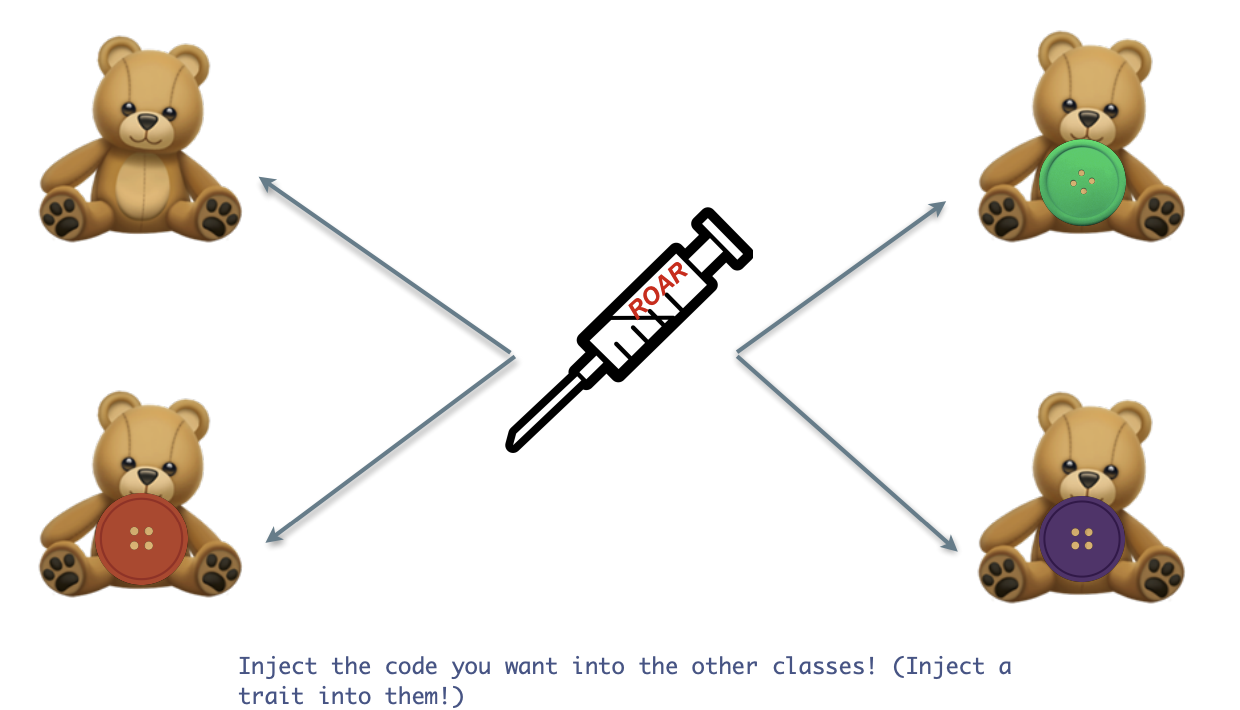 ROAR
Inject the code you want into the other classes! (Inject a
trait into them!)